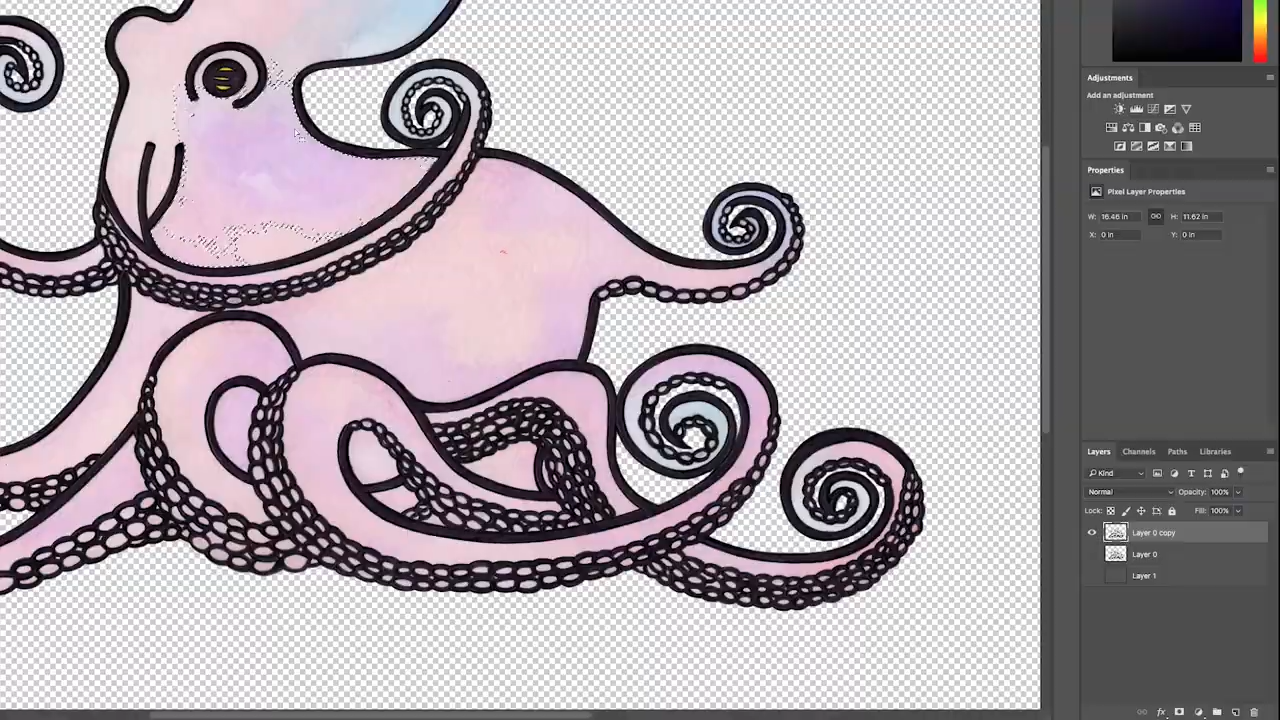 Adjustments
Add an adjustment
Properties
Pixel Layer Properties
W: 16.46 in H: 11.62 in
X: 0 in Y: 0 in
Layers Channels Paths Libraries
Kind
Normal Opacity: 100%
Lock: Fill: 100%
Layer 0 copy
Layer 0
Layer 1
fx